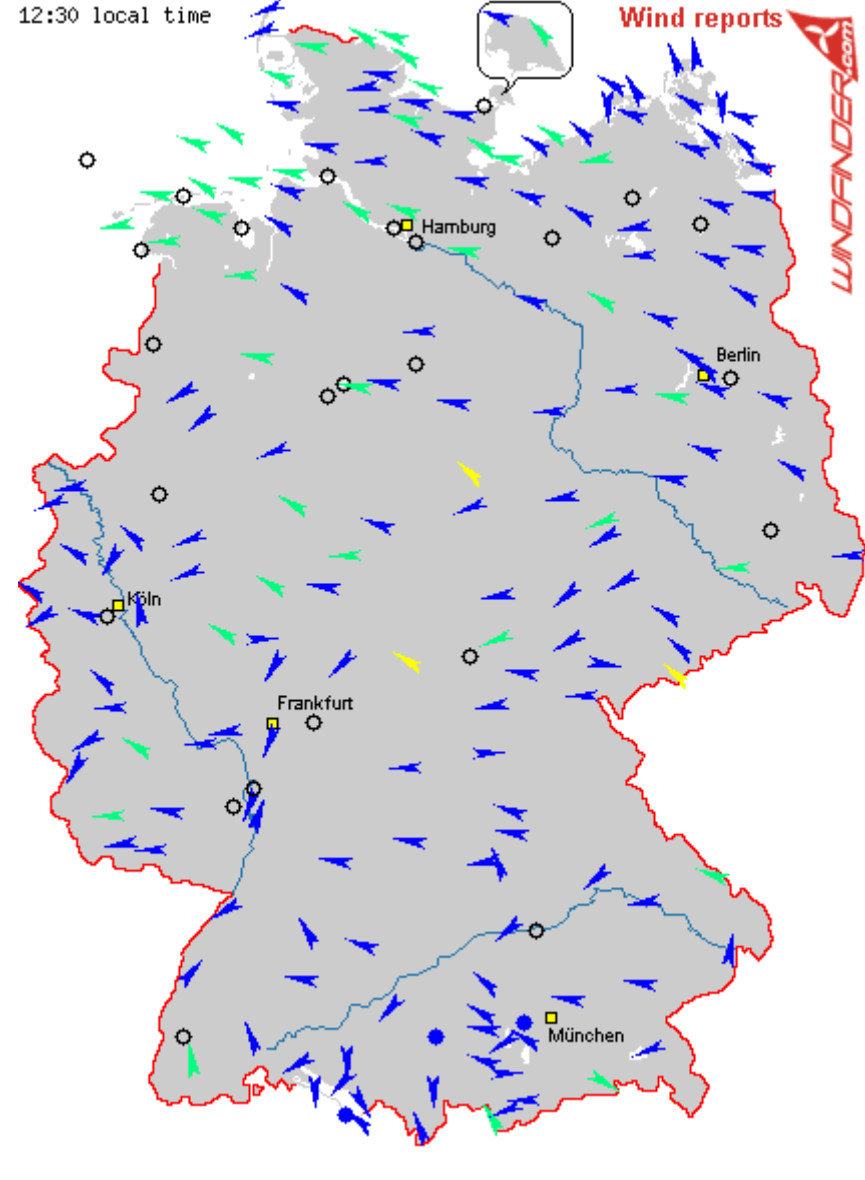 12:30 local time
Wind reports
WINDFINDER.com
Hamburg
Berlin
Köln
Frankfurt
München